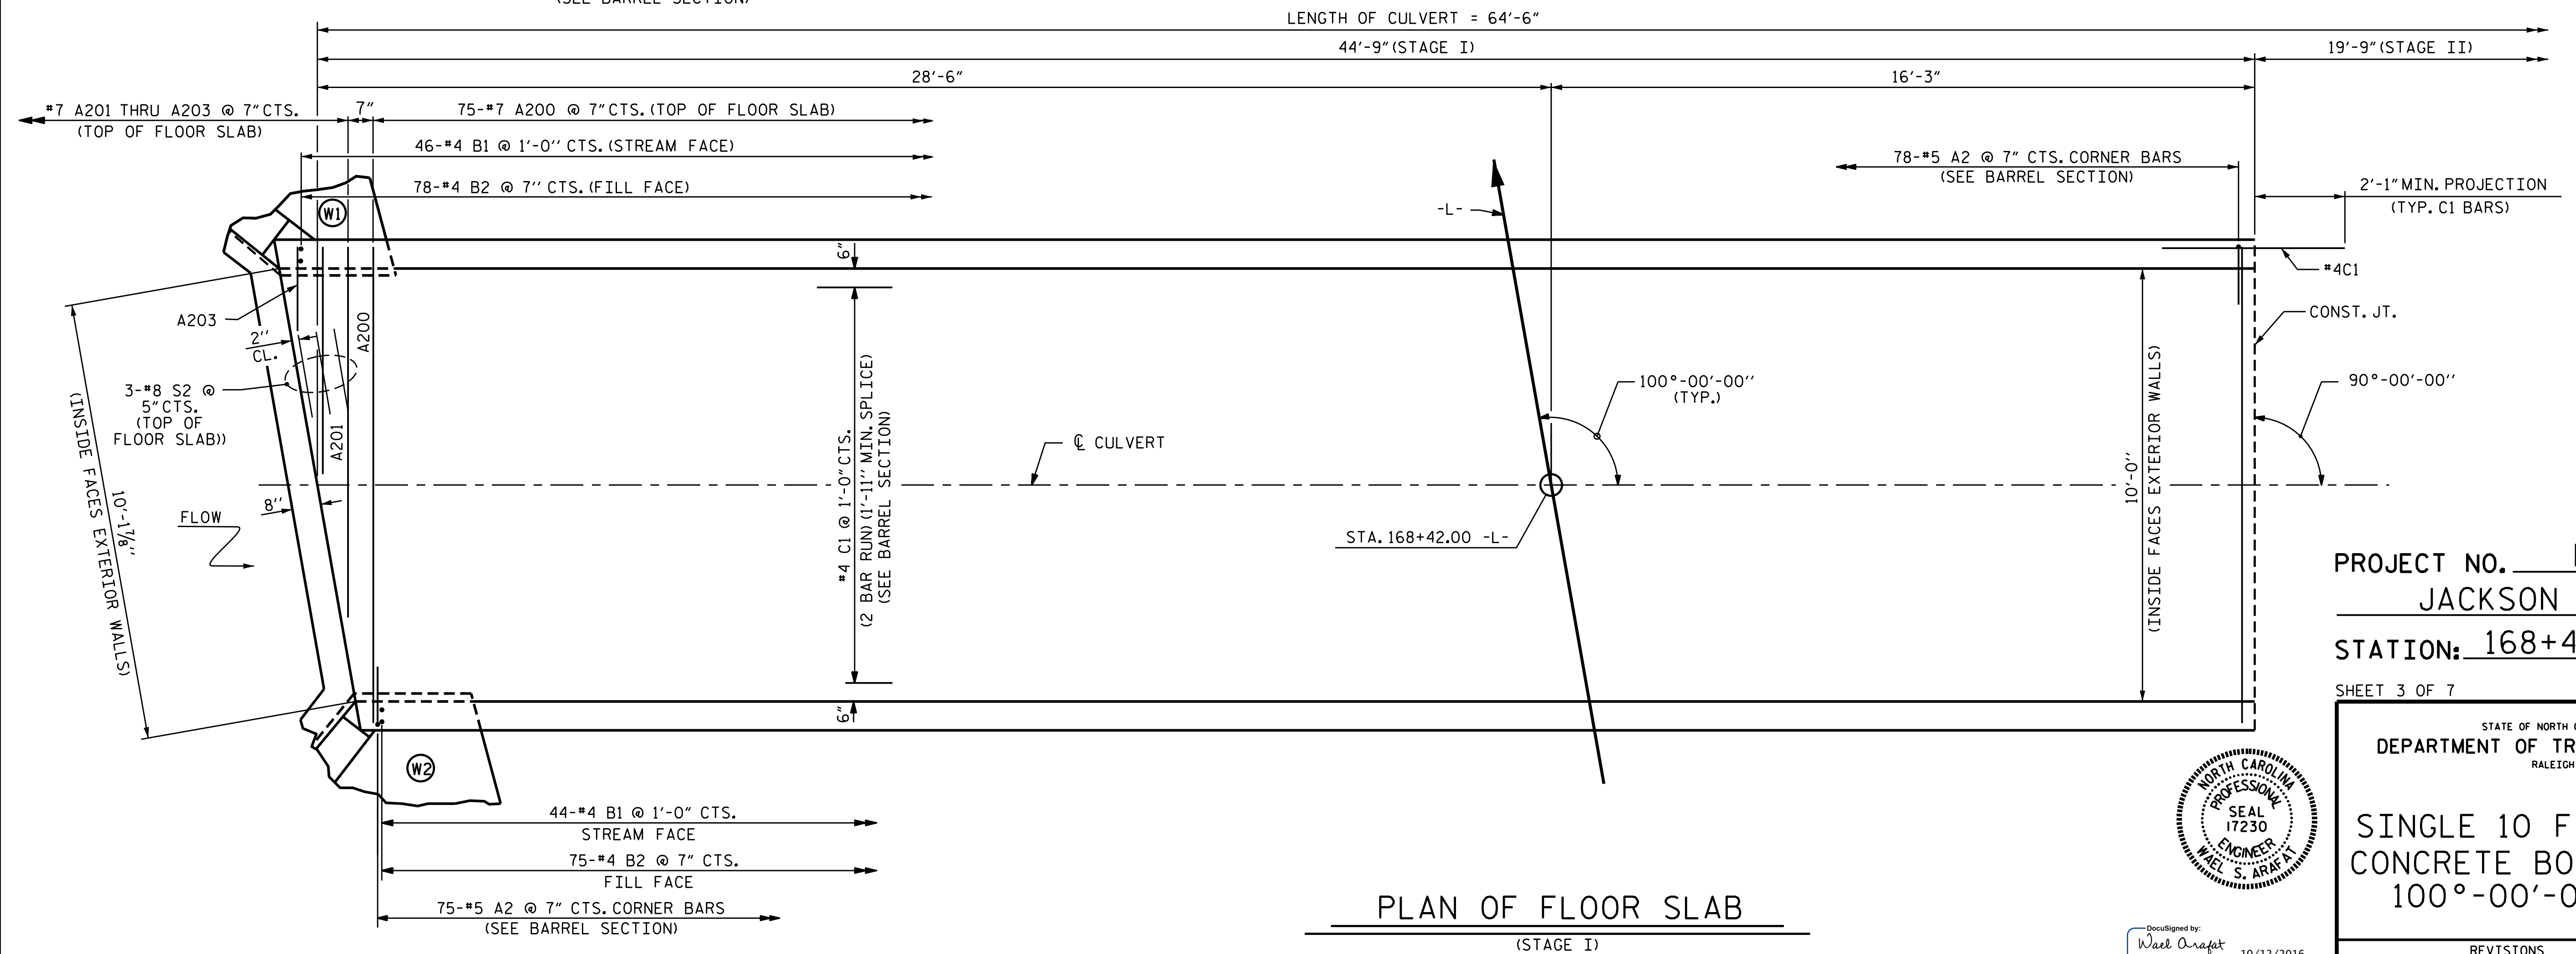 (SEE BARREL SECTION)
LENGTH OF CULVERT = 64'-6"
44'-9"(STAGE I)
19'-9"(STAGE II)
28'-6"
16'-3"
#7 A201 THRU A203 @ 7"CTS.
(TOP OF FLOOR SLAB)
7"
75-#7 A200 @ 7"CTS.(TOP OF FLOOR SLAB)
46-#4 B1 @ 1'-0'' CTS.(STREAM FACE)
78-#4 B2 @ 7'' CTS.(FILL FACE)
78-#5 A2 @ 7" CTS.CORNER BARS
(SEE BARREL SECTION)
2'-1"MIN.PROJECTION
(TYP. C1 BARS)
W1
-L-
6"
#4C1
A203
A200
2''
CL.
CONST.JT.
3-#8 S2 @
5"CTS.
(TOP OF
FLOOR SLAB))
A201
100°-00'-00''
(TYP.)
90°-00'-00''
10'-1⅞''
(INSIDE FACES EXTERIOR WALLS)
#4 C1 @ 1'-0"CTS.
(2 BAR RUN)(1'-11'' MIN. SPLICE)
(SEE BARREL SECTION)
10'-0''
(INSIDE FACES EXTERIOR WALLS)
℄ CULVERT
8''
FLOW
STA.168+42.00 -L-
6"
W2
44-#4 B1 @ 1'-0" CTS.
STREAM FACE
75-#4 B2 @ 7" CTS.
FILL FACE
75-#5 A2 @ 7" CTS.CORNER BARS
(SEE BARREL SECTION)
PLAN OF FLOOR SLAB
(STAGE I)
PROJECT NO.
JACKSON
STATION: 168+4
SHEET 3 OF 7
STATE OF NORTH
DEPARTMENT OF TR
RALEIGH
SINGLE 10 F
CONCRETE BO
100°-00'-0
REVISIONS
NORTH CAROLINA
PROFESSIONAL
SEAL
17230
ENGINEER
WAEL S. ARAFAT
DocuSigned by:
Wael Arafat
10/12/2016